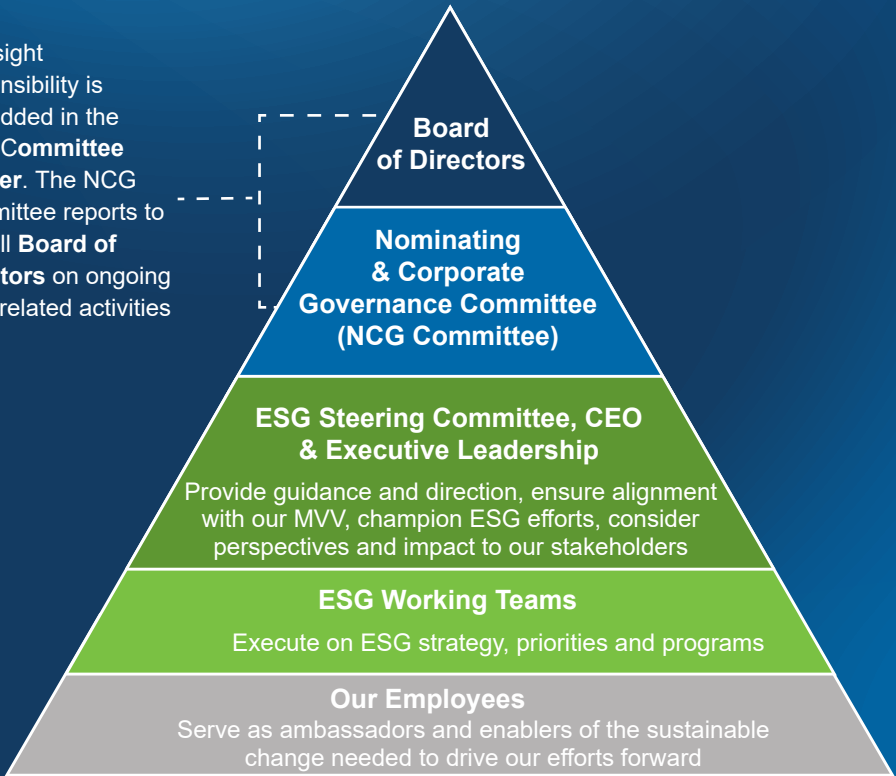 sight
nsibility is
dded in the
Committee
er. The NCG
mittee reports to
ll Board of
tors on ongoing
related activities
Board
of Directors
Nominating
& Corporate
Governance Committee
(NCG Committee)
ESG Steering Committee, CEO
& Executive Leadership
Provide guidance and direction, ensure alignment
with our MVV, champion ESG efforts, consider
perspectives and impact to our stakeholders
ESG Working Teams
Execute on ESG strategy, priorities and programs
Our Employees
Serve as ambassadors and enablers of the sustainable
change needed to drive our efforts forward